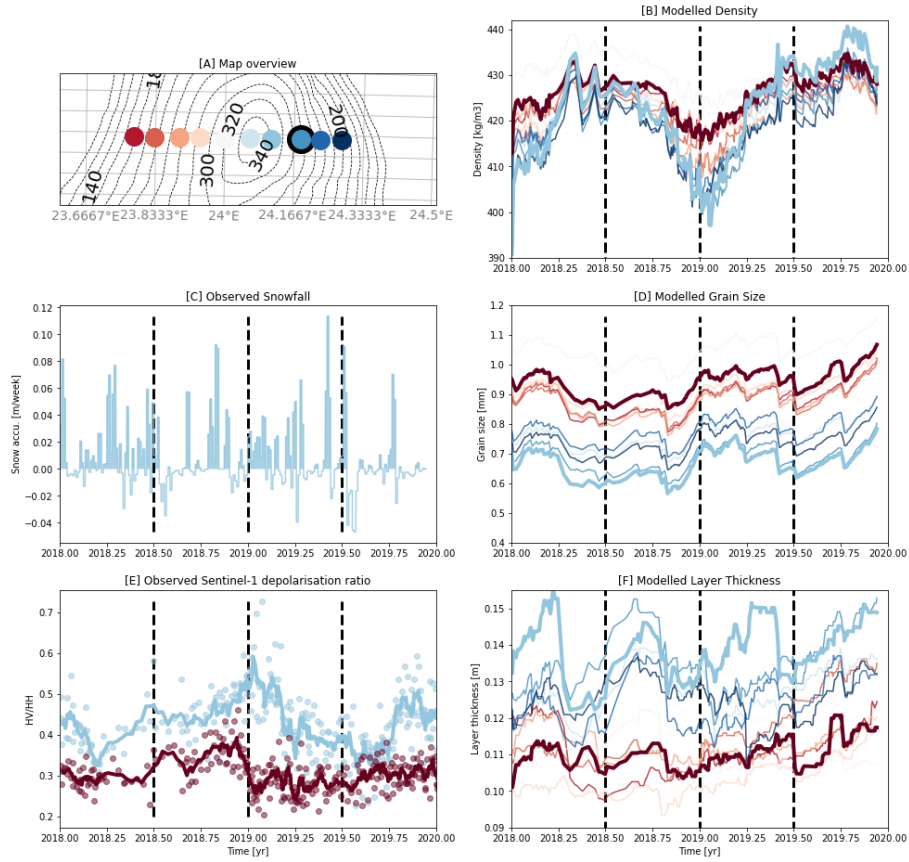 [A] Map overview
18
320
200
340
300
140
23.6667°E
23.8333°E
24°E
24.1667°E
24.3333°E
24.5°E
[B] Modelled Density
Density [kg/m3]
440
430
420
410
400
390
2018.00 2018.25 2018.50 2018.75 2019.00 2019.25 2019.50 2019.75 2020.00
[C] Observed Snowfall
Snow accu. [m/week]
0.12
0.10
0.08
0.06
0.04
0.02
0.00
−0.02
−0.04
2018.00 2018.25 2018.50 2018.75 2019.00 2019.25 2019.50 2019.75 2020.00
[D] Modelled Grain Size
Grain size [mm]
1.2
1.1
1.0
0.9
0.8
0.7
0.6
0.5
0.4
2018.00 2018.25 2018.50 2018.75 2019.00 2019.25 2019.50 2019.75 2020.00
[E] Observed Sentinel-1 depolarisation ratio
HV/HH
0.7
0.6
0.5
0.4
0.3
0.2
2018.00 2018.25 2018.50 2018.75 2019.00 2019.25 2019.50 2019.75 2020.00
Time [yr]
[F] Modelled Layer Thickness
Layer thickness [m]
0.15
0.14
0.13
0.12
0.11
0.10
0.09
2018.00 2018.25 2018.50 2018.75 2019.00 2019.25 2019.50 2019.75 2020.00
Time [yr]